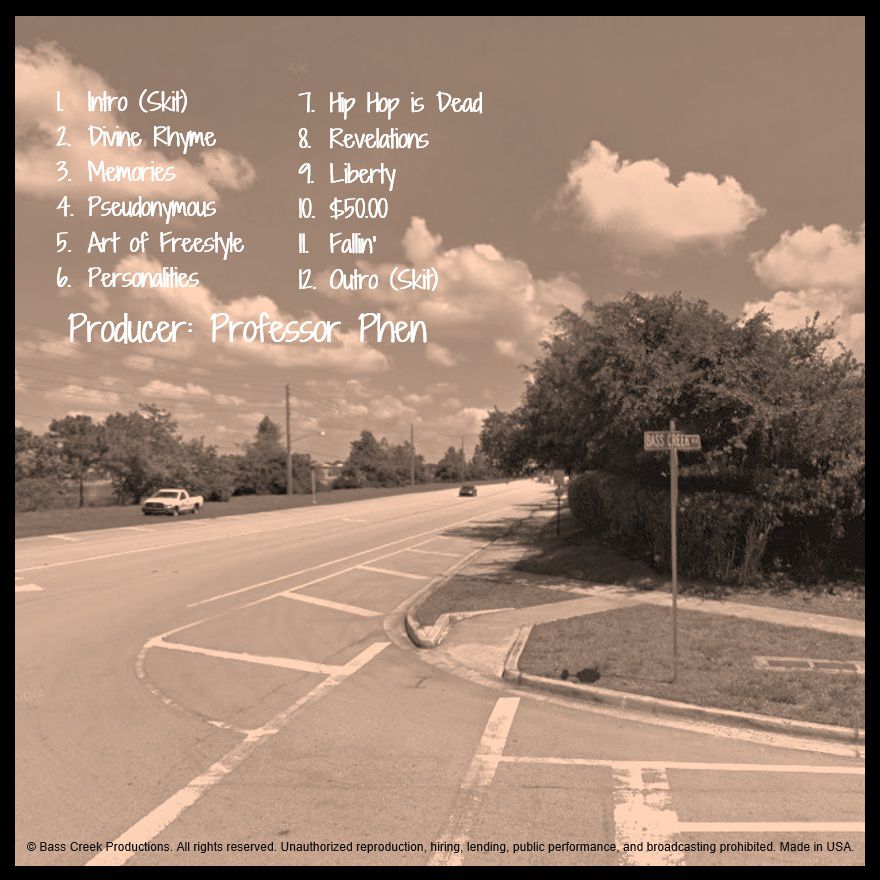 1. Intro (Skit)
2. Divine Rhyme
3. Memories
4. Pseudonymous
5. Art of Freestyle
6. Personalities
7. Hip Hop is Dead
8. Revelations
9. Liberty
10. $50.00
11. Fallin'
12. Outro (Skit)
Producer: Professor Phen
BASS CREEK
© Bass Creek Productions. All rights reserved. Unauthorized reproduction, hiring, lending, public performance, and broadcasting prohibited. Made in USA.